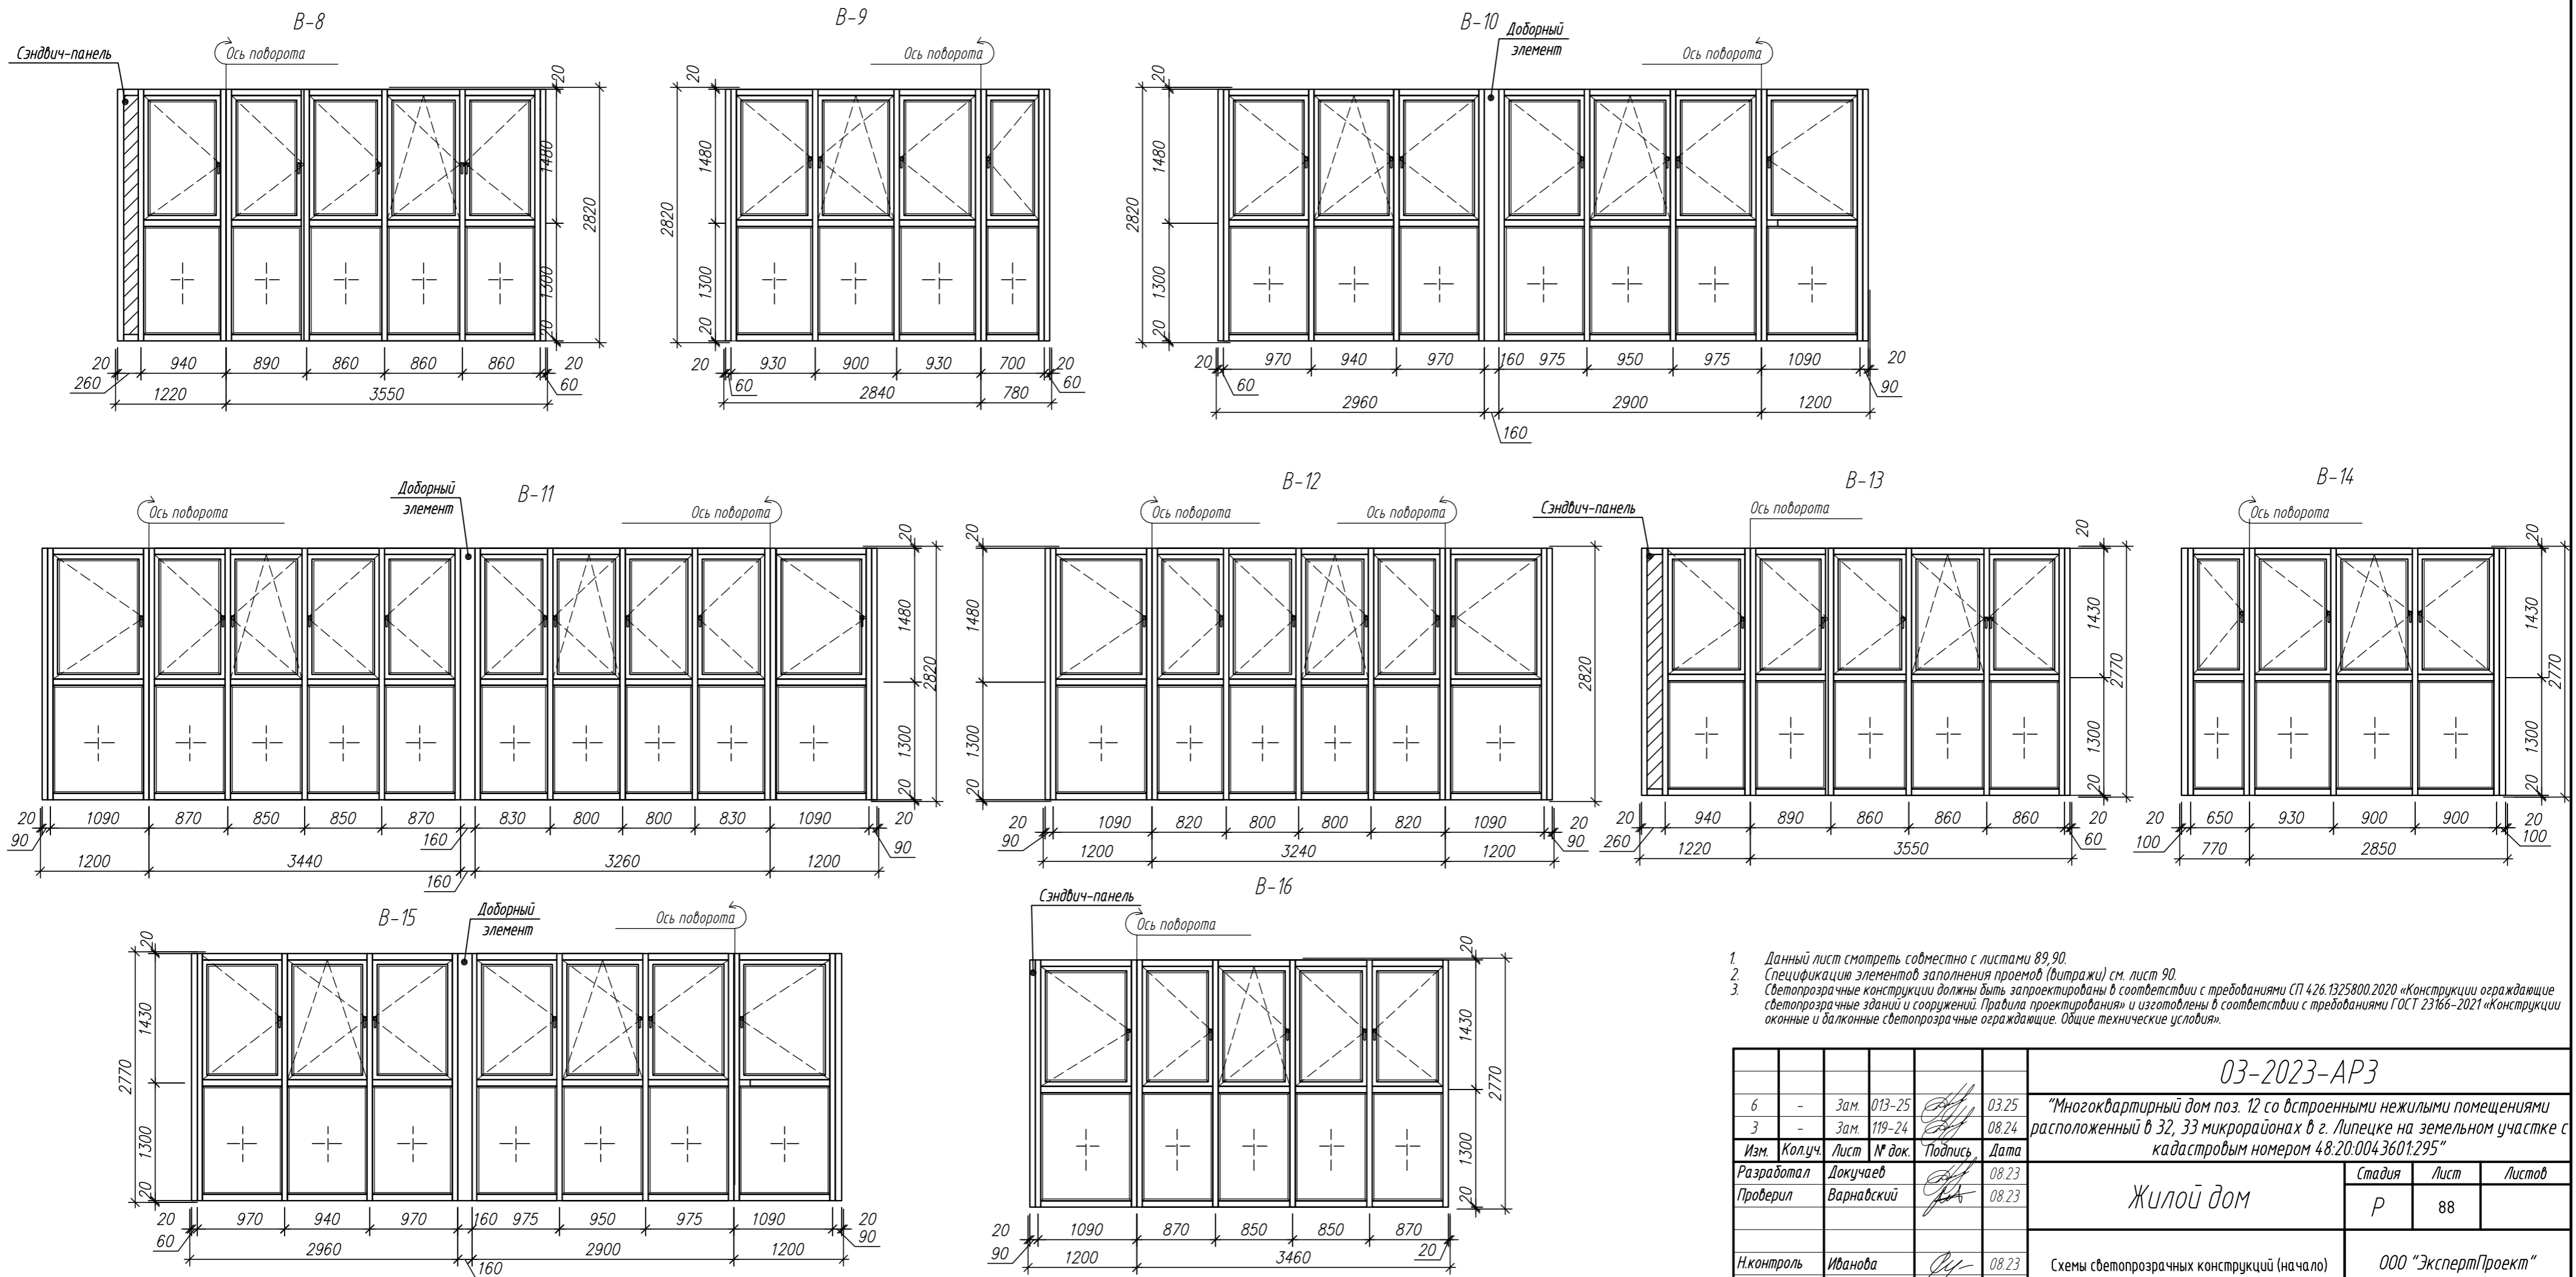 В-8
Сэндвич-панель
Ось поворота
20
1480
1300
20
2820
20 940 890 860 860 860 20
260 60
1220 3550
В-9
Ось поворота
20
1480
1300
20
2820
20 930 900 930 700 20
60 60
2840 780
В-10
Доборный
элемент
Ось поворота
20
1480
1300
20
2820
20 970 940 970 160 975 950 975 1090 20
60 90
2960 2900 1200
160
В-11
Ось поворота
Доборный
элемент
Ось поворота
20
1480
1300
20
2820
20 1090 870 850 850 870 830 800 800 830 1090 20
90 160 90
1200 3440 3260 1200
160
В-12
Ось поворота
Ось поворота
20
1480
1300
20
2820
20 1090 820 800 800 820 1090 20
90 90
1200 3240 1200
В-13
Сэндвич-панель
Ось поворота
20
1430
1300
20
2770
20 940 890 860 860 860 20
260 60
1220 3550
В-14
Ось поворота
20
1430
1300
20
2770
20 650 930 900 900 20
100 100
770 2850
В-15
Доборный
элемент
Ось поворота
20
1430
1300
20
2770
20 970 940 970 160 975 950 975 1090 20
60 90
2960 2900 1200
160
В-16
Сэндвич-панель
Ось поворота
20
1430
1300
20
2770
20 1090 870 850 850 870
90 20
1200 3460
1. Данный лист смотреть совместно с листами 89,90.
2. Спецификацию элементов заполнения проемов (витражи) см. лист 90.
3. Светопрозрачные конструкции должны быть запроектированы в соответствии с требованиями СП 426.1325800.2020 «Конструкции ограждающие
светопрозрачные зданий и сооружений. Правила проектирования» и изготовлены в соответствии с требованиями ГОСТ 23166-2021 «Конструкции
оконные и балконные светопрозрачные ограждающие. Общие технические условия».
03-2023-АР3
6 - Зам. 013-25 03.25
3 - Зам. 119-24 08.24
Изм. Кол.уч. Лист № док. Подпись Дата
"Многоквартирный дом поз. 12 со встроенными нежилыми помещениями
расположенный в 32, 33 микрорайонах в г. Липецке на земельном участке с
кадастровым номером 48:20:0043601:295"
Разработал Докучаев 08.23
Проверил Варнавский 08.23
Жилой дом
Стадия Лист Листов
Р 88
Н.контроль Иванова 08.23
Схемы светопрозрачных конструкций (начало)
ООО "ЭкспертПроект"